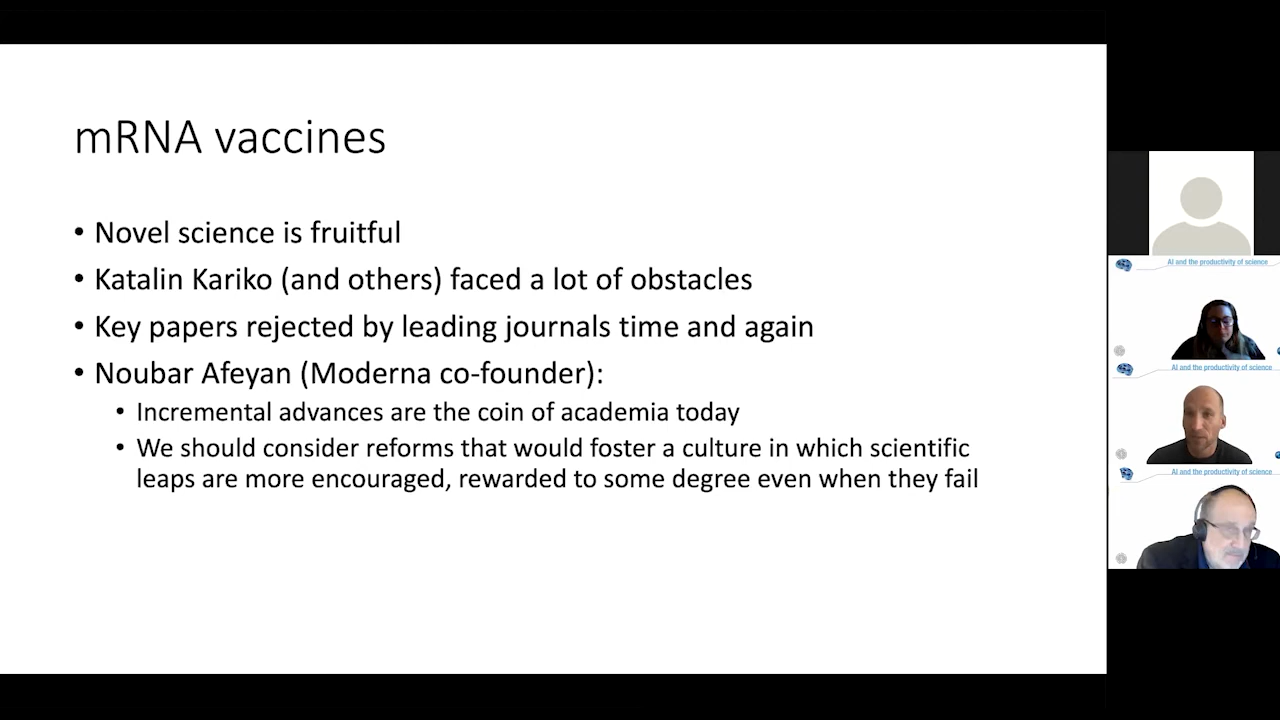 mRNA vaccines
• Novel science is fruitful
• Katalin Kariko (and others) faced a lot of obstacles
• Key papers rejected by leading journals time and again
• Noubar Afeyan (Moderna co-founder):
• Incremental advances are the coin of academia today
• We should consider reforms that would foster a culture in which scientific
leaps are more encouraged, rewarded to some degree even when they fail
AI and the productivity of science
AI and the productivity of science
AI and the productivity of science